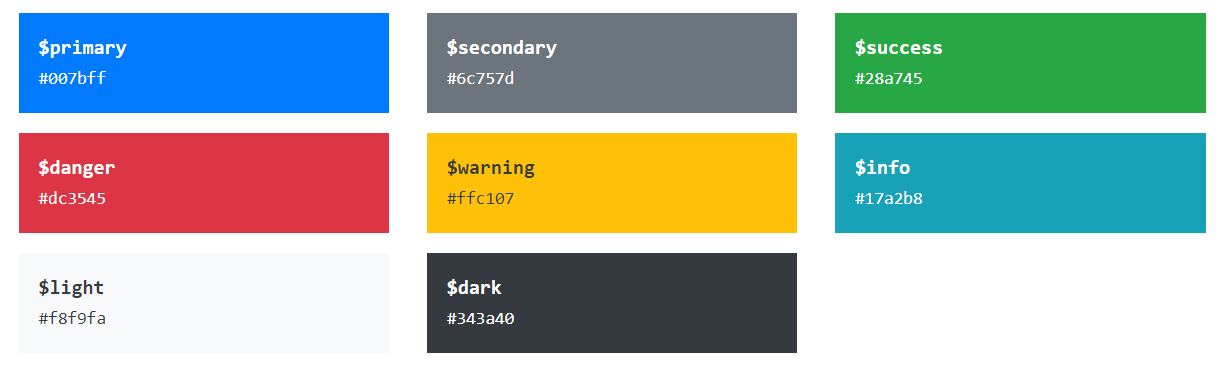 $primary
#007bff
$secondary
#6c757d
$success
#28a745
$danger
#dc3545
$warning
#ffc107
$info
#17a2b8
$light
#f8f9fa
$dark
#343a40